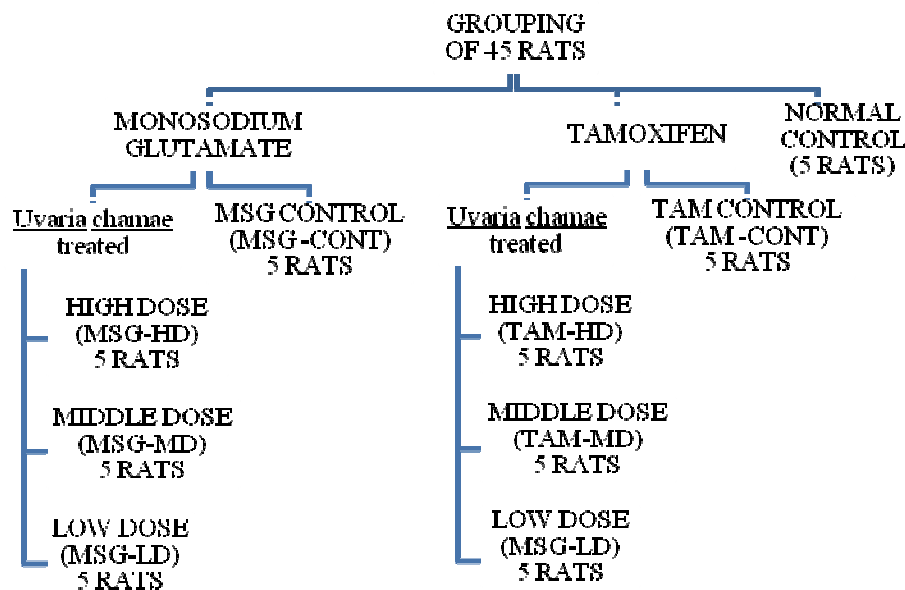 GROUPING
OF 45 RATS
MONOSODIUM
GLUTAMATE
TAMOXIFEN
NORMAL
CONTROL
(5 RATS)
Uvaria chamae
treated
MSG CONTROL
(MSG-CONT)
5 RATS
Uvaria chamae
treated
TAM CONTROL
(TAM -CONT)
5 RATS
HIGH DOSE
(MSG-HD)
5 RATS
MIDDLE DOSE
(MSG-MD)
5 RATS
LOW DOSE
(MSG-LD)
5 RATS
HIGH DOSE
(TAM-HD)
5 RATS
MIDDLE DOSE
(TAM-MD)
5 RATS
LOW DOSE
(MSG-LD)
5 RATS